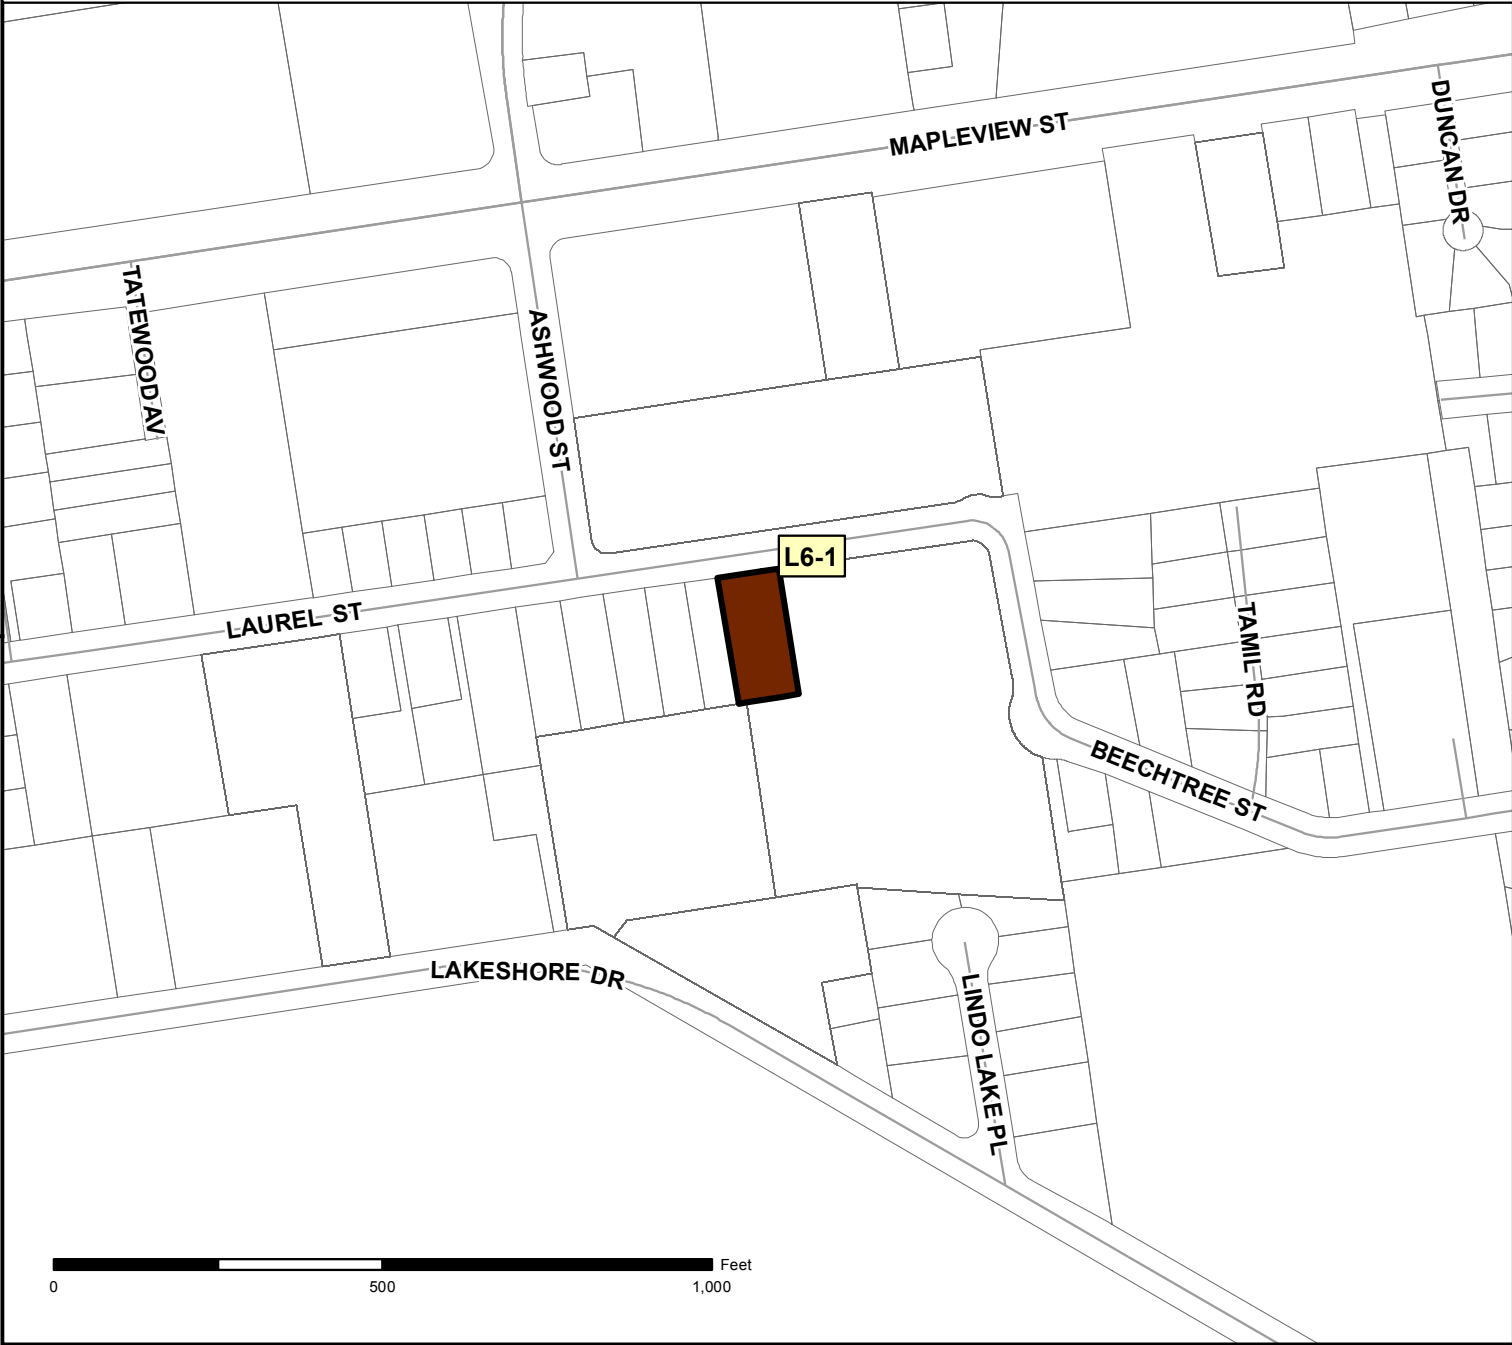 MAPLEVIEW ST
DUNCAN DR
TATEWOOD AV
ASHWOOD ST
L6-1
LAUREL ST
TAMIL RD
BEECHTREE ST
LAKESHORE DR
LINDO LAKE PL
Feet
0 500 1,000